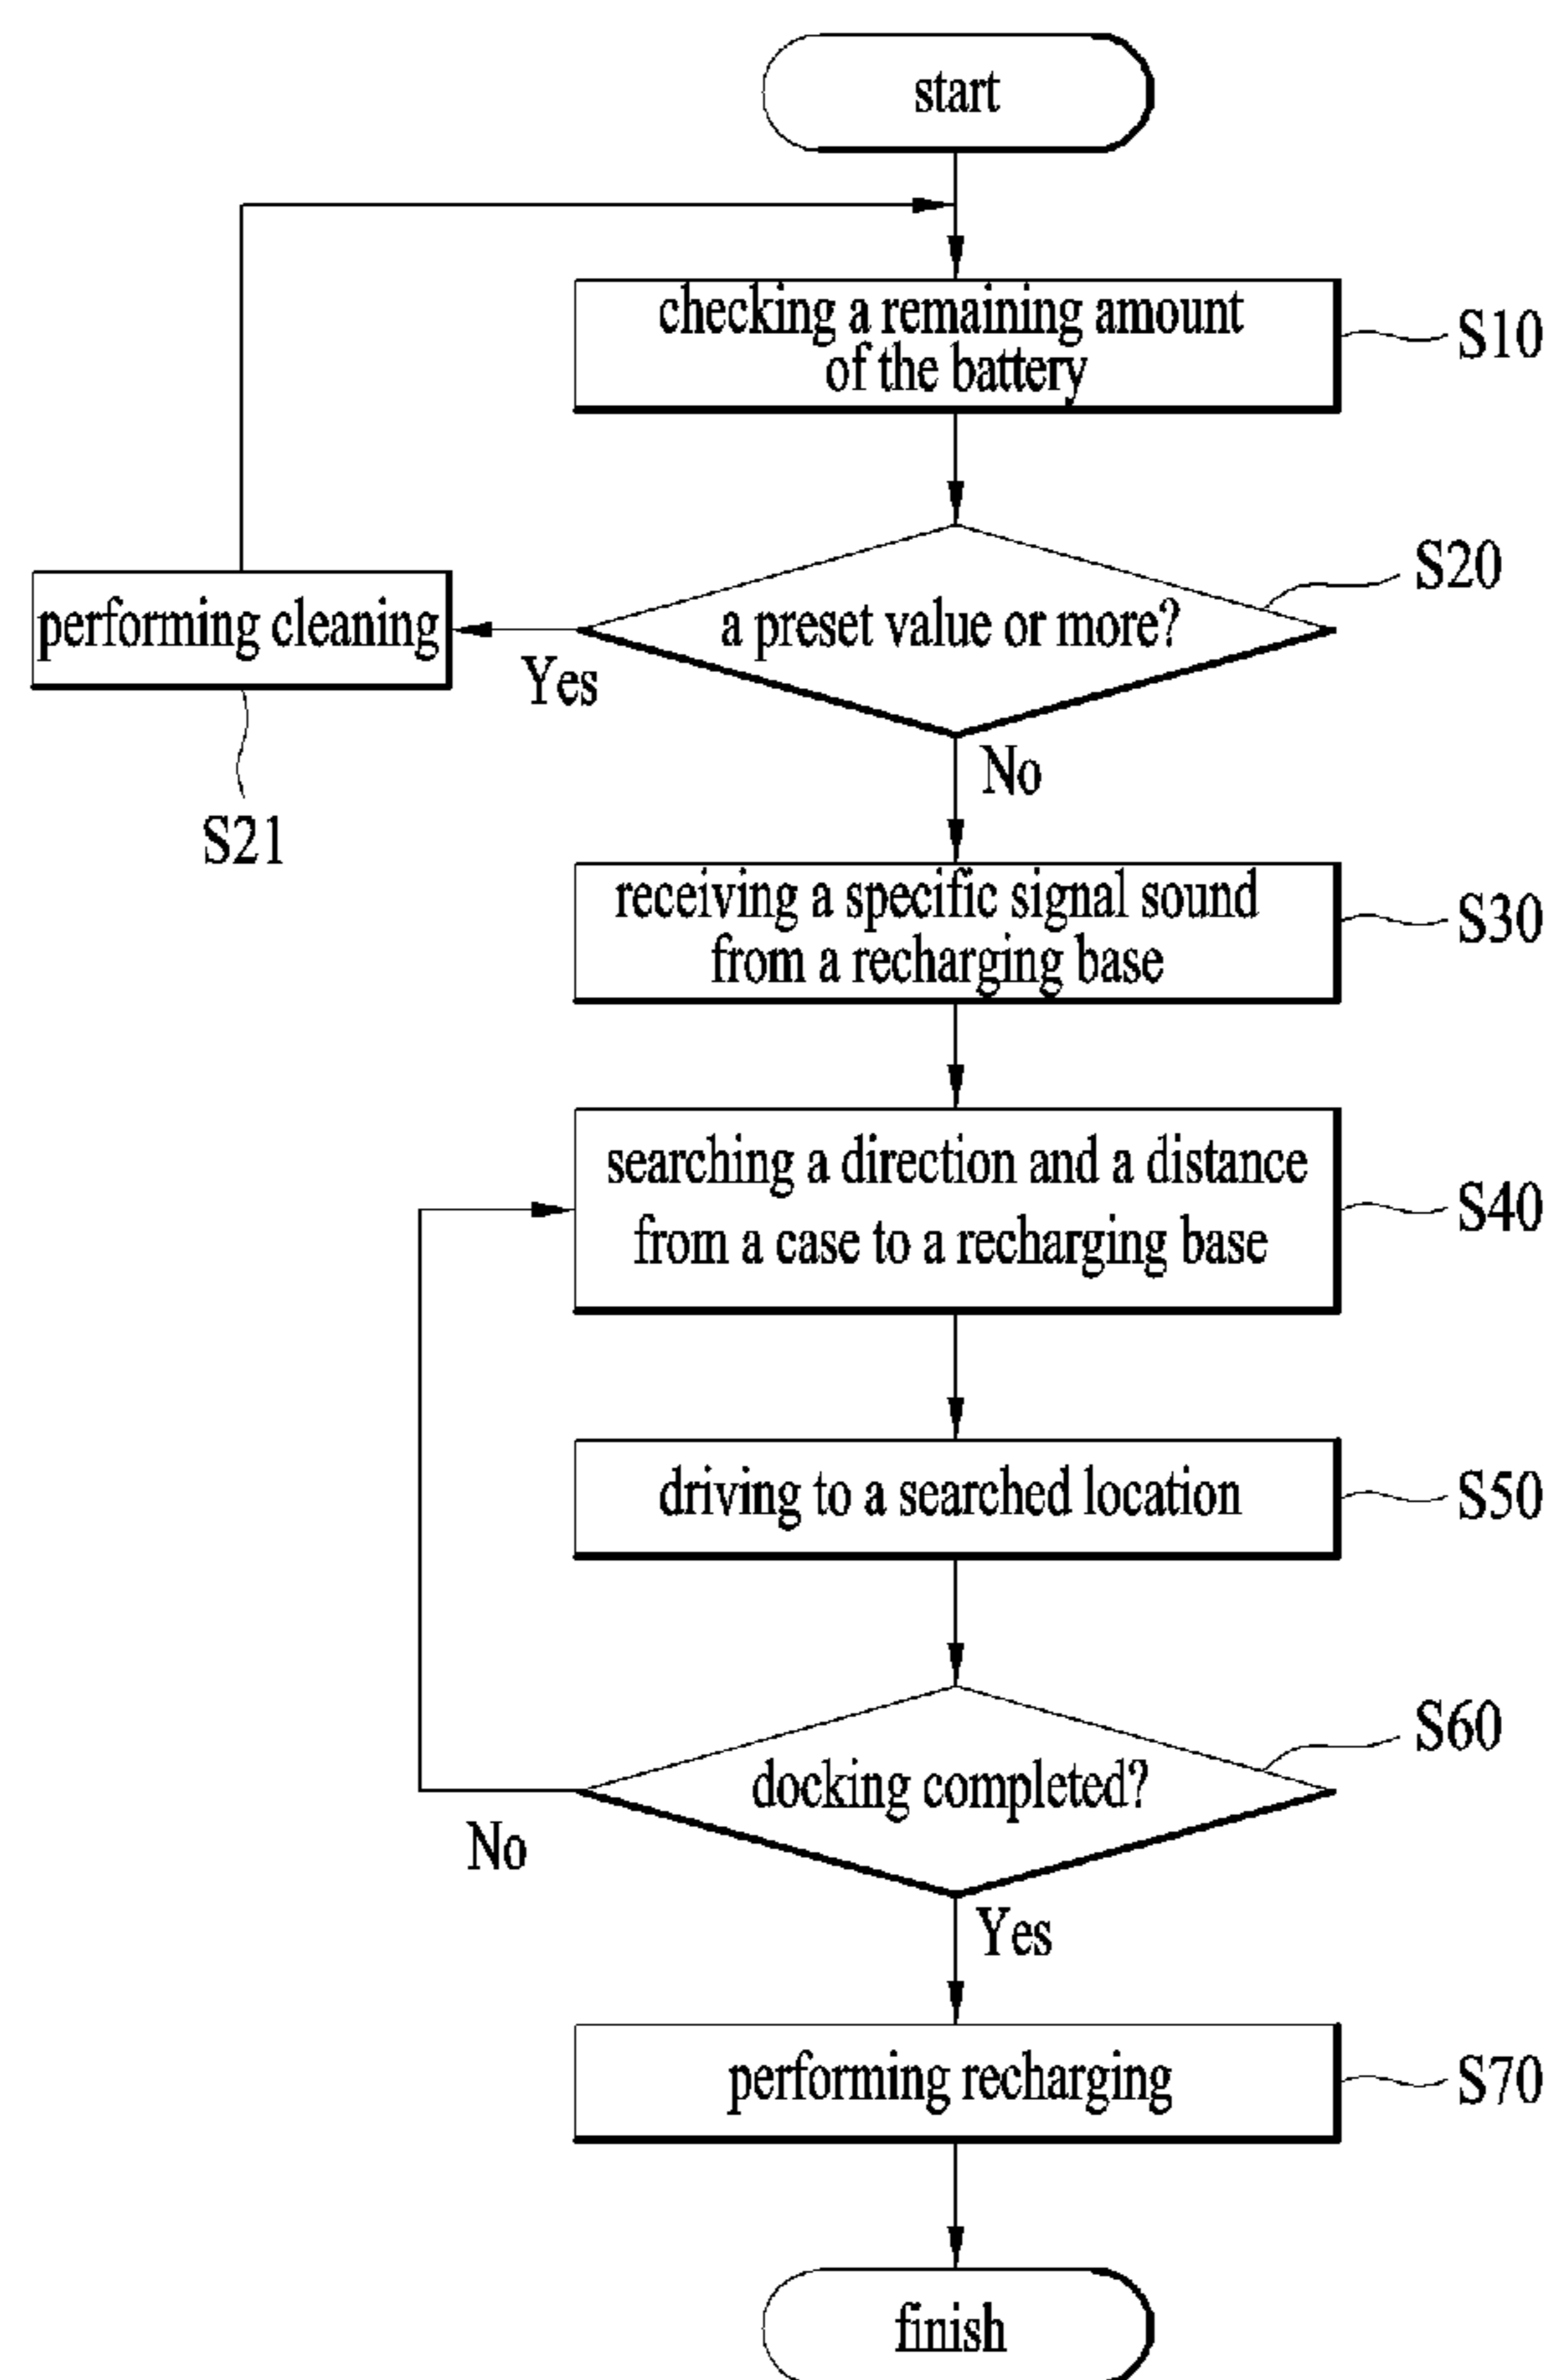 start
checking a remaining amount
of the battery
S10
S20
a preset value or more?
performing cleaning
Yes
No
S21
receiving a specific signal sound
from a recharging base
S30
searching a direction and a distance
from a case to a recharging base
S40
driving to a searched location
S50
S60
docking completed?
No
Yes
performing recharging
S70
finish